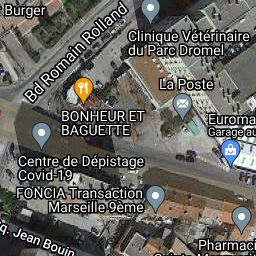 Burger
Bd Romain Rolland
Clinique Vétérinaire
du Parc Dromel
La Poste
BONHEUR ET
BAGUETTE
Euroma
Garage au
Centre de Dépistage
Covid-19
FONCIA Transaction
Marseille 9ème
Pharmaci
Jean Bouin